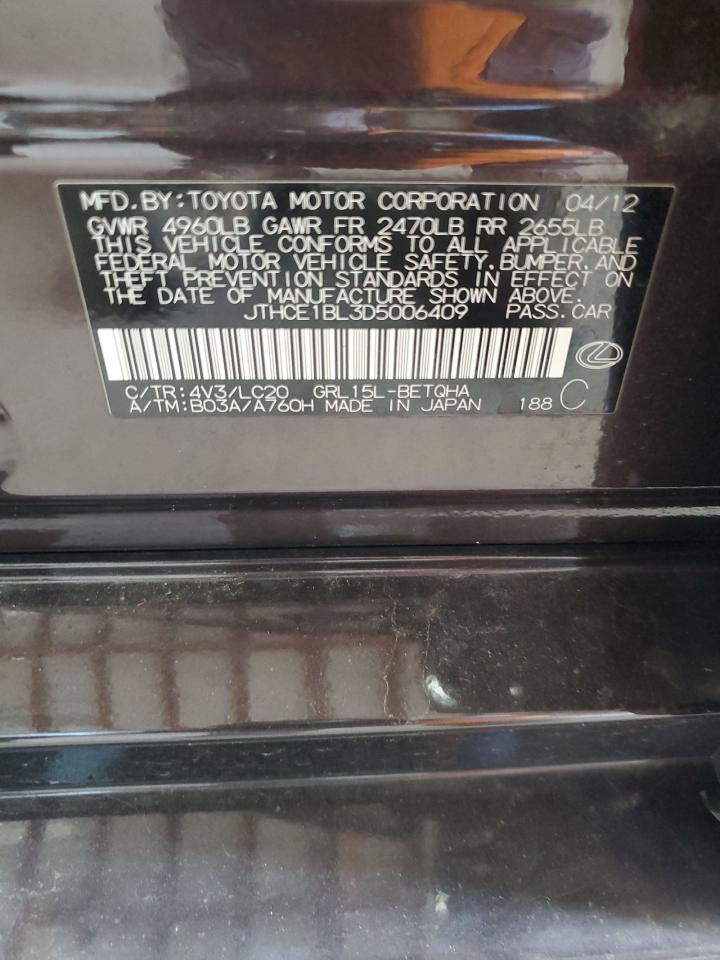 MFD.BY:TOYOTA MOTOR CORPORATION 04/12
GVWR 4960LB GAWR FR 2470LB RR 2655LB
THIS VEHICLE CONFORMS TO ALL APPLICABLE
FEDERAL MOTOR VEHICLE SAFETY,BUMPER,AND
THEFT PREVENTION STANDARDS IN EFFECT ON
THE DATE OF MANUFACTURE SHOWN ABOVE.
JTHCE1BL3D5006409 PASS.CAR
C/TR:4V3/LC20 GRL15L-BETQHA
A/TM:B03A/A760H MADE IN JAPAN 188 C